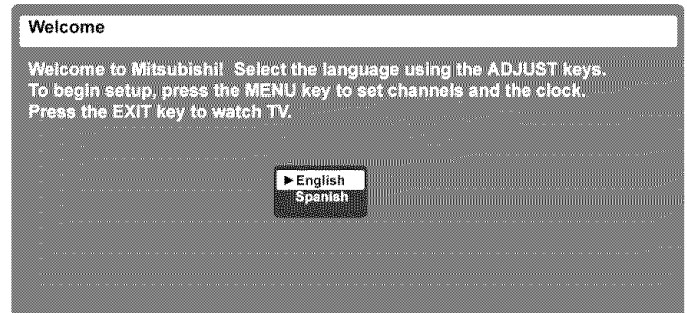 Welcome
Welcome to Mitsubishi! Select the language using the ADJUST keys.
To begin setup, press the MENU key to set channels and the clock.
Press the EXIT key to watch TV.
►English
Spanish